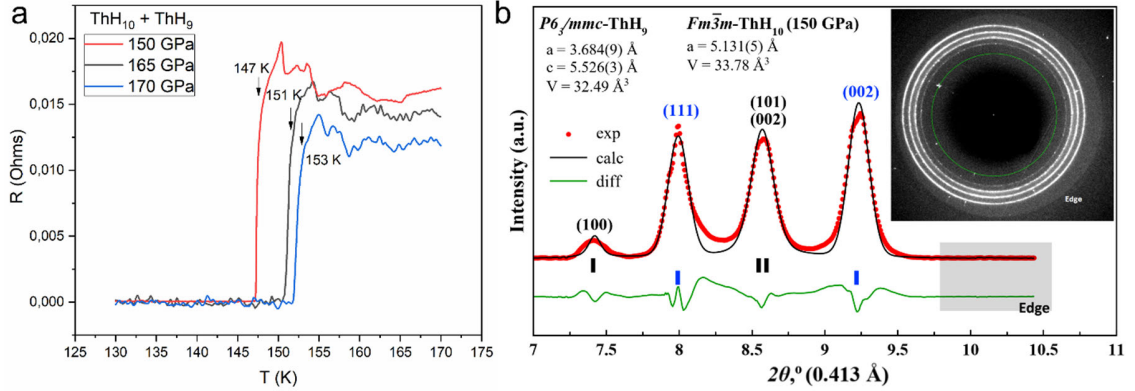 a
ThH10 + ThH9
150 GPa
165 GPa
170 GPa
147 K
151 K
153 K
0,020
0,015
0,010
0,005
0,000
R (Ohms)
125 130 135 140 145 150 155 160 165 170 175
T (K)
b
P63/mmc-ThH9
a = 3.684(9) Å
c = 5.526(3) Å
V = 32.49 Å3
Fm3̅m-ThH10 (150 GPa)
a = 5.131(5) Å
V = 33.78 Å3
exp
calc
diff
(100)
(111)
(101)
(002)
(002)
Edge
Edge
Intensity (a.u.)
7 7.5 8 8.5 9 9.5 10 10.5 11
2θ,º (0.413 Å)